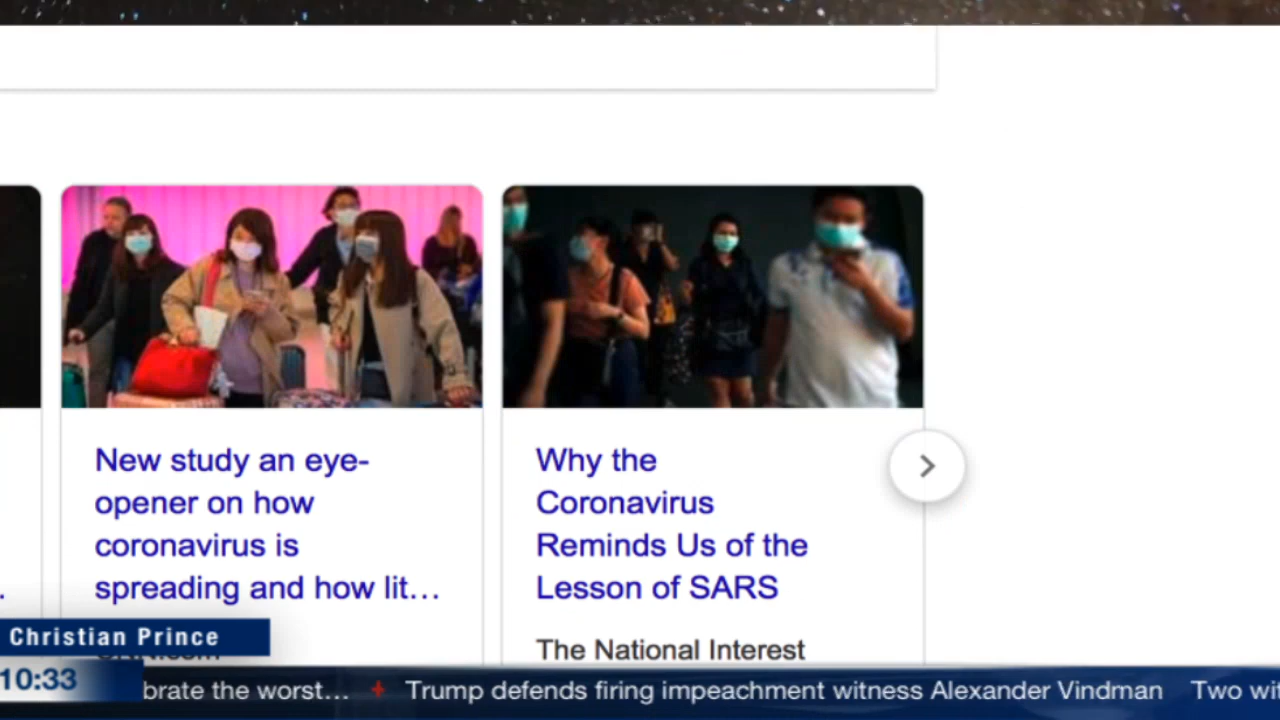 New study an eye-
opener on how
coronavirus is
spreading and how lit...
Why the
Coronavirus
Reminds Us of the
Lesson of SARS
The National Interest
Christian Prince
10:33
brate the worst... + Trump defends firing impeachment witness Alexander Vindman Two wit